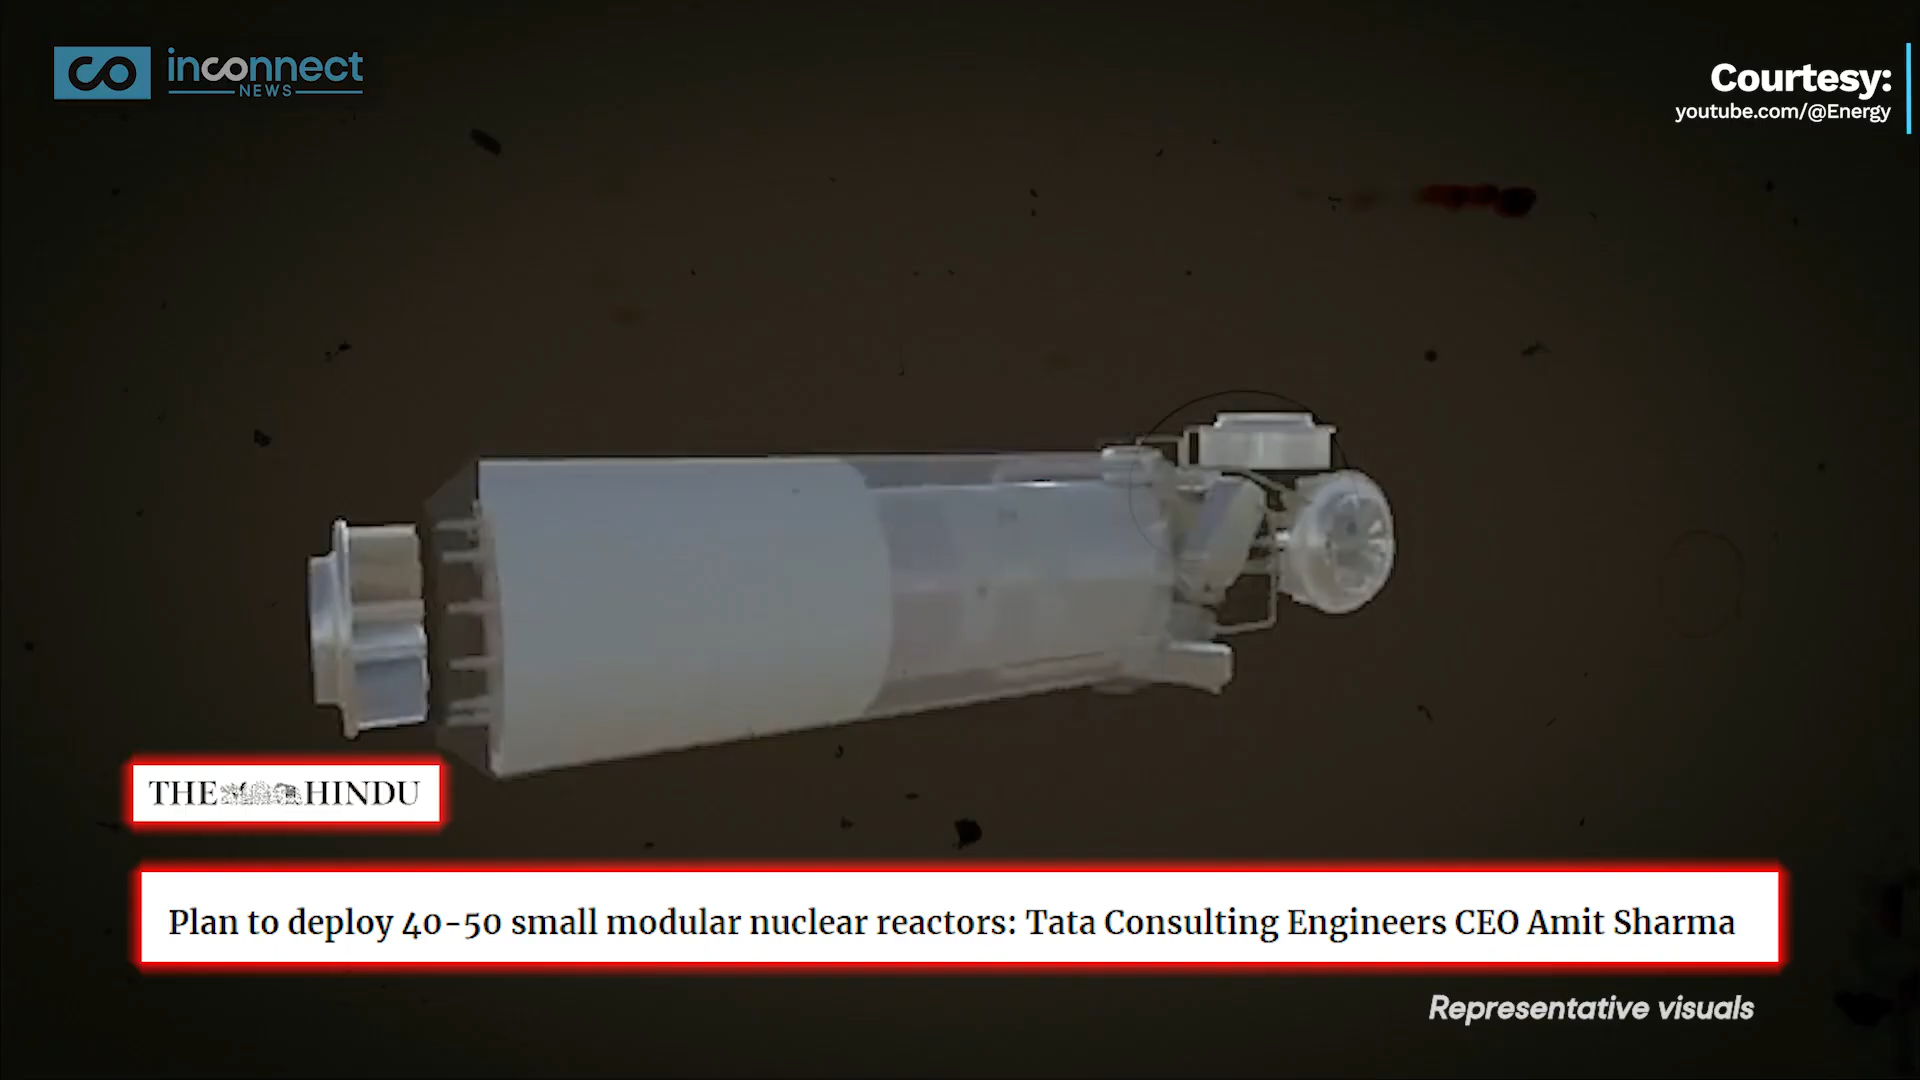 inconnect
NEWS
Courtesy:
youtube.com/@Energy
THE HINDU
Plan to deploy 40-50 small modular nuclear reactors: Tata Consulting Engineers CEO Amit Sharma
Representative visuals